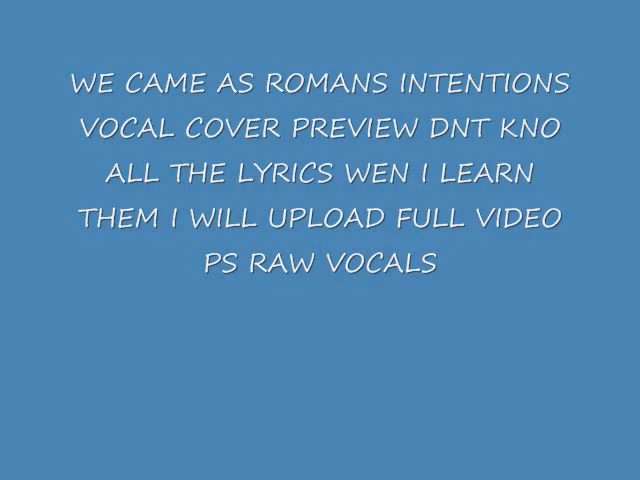 WE CAME AS ROMANS INTENTIONS
VOCAL COVER PREVIEW DNT KNO
ALL THE LYRICS WEN I LEARN
THEM I WILL UPLOAD FULL VIDEO
PS RAW VOCALS